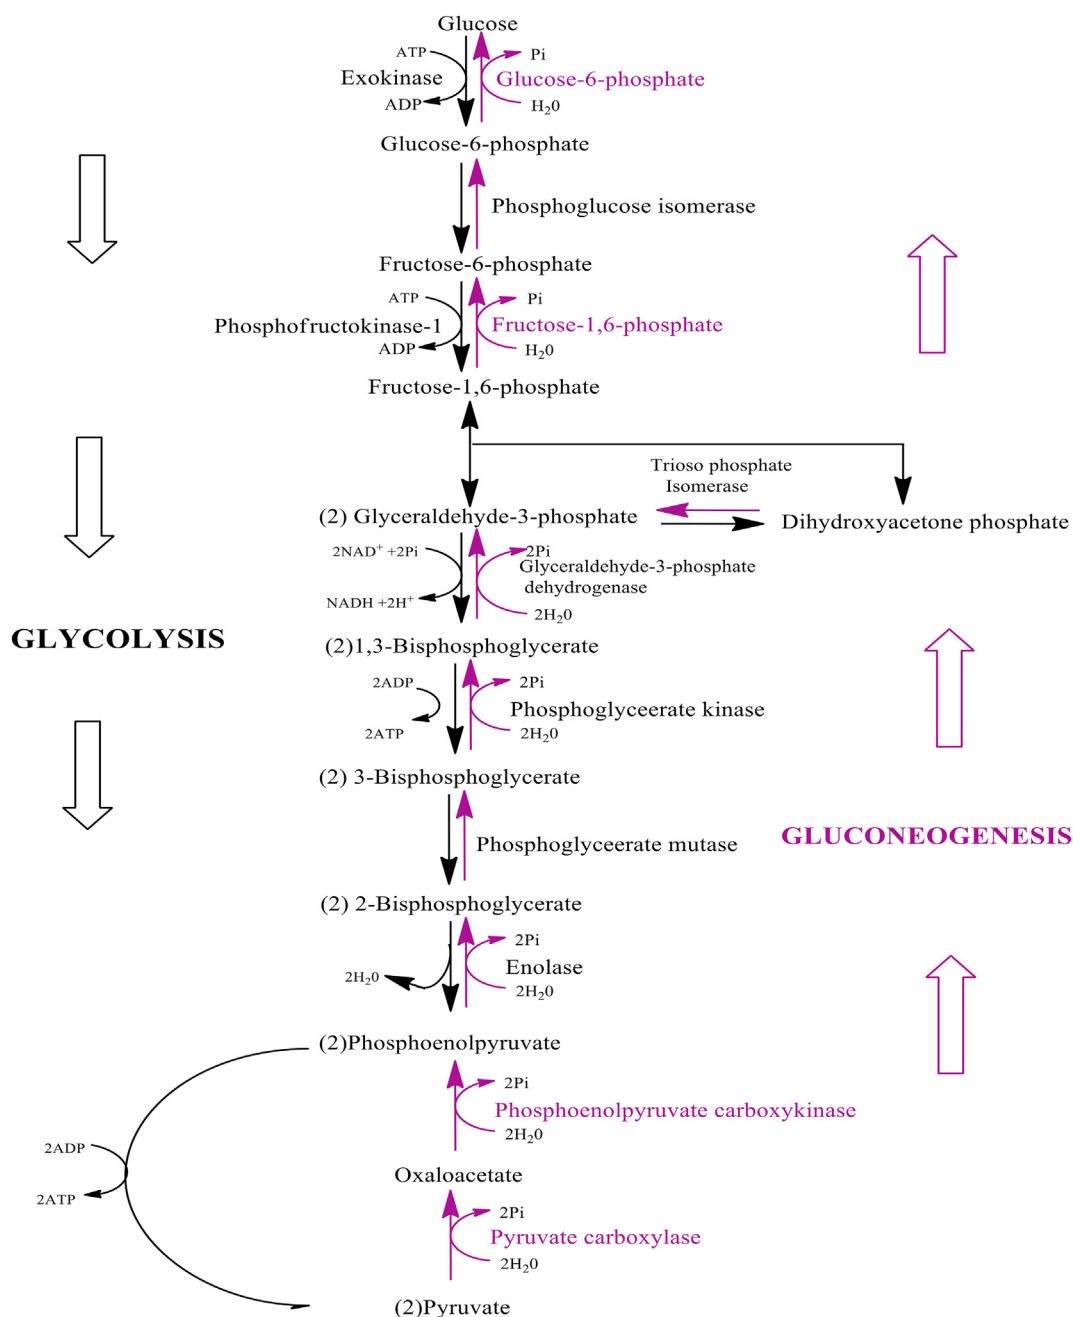 Glucose
ATP
Pi
Exokinase
Glucose-6-phosphate
ADP
H₂0
Glucose-6-phosphate
Phosphoglucose isomerase
Fructose-6-phosphate
ATP
Pi
Phosphofructokinase-1
Fructose-1,6-phosphate
ADP
H₂0
Fructose-1,6-phosphate
Trioso phosphate
Isomerase
(2) Glyceraldehyde-3-phosphate
Dihydroxyacetone phosphate
2NAD⁺ +2Pi
2Pi
Glyceraldehyde-3-phosphate
dehydrogenase
NADH +2H⁺
2H₂0
GLYCOLYSIS
(2)1,3-Bisphosphoglycerate
2ADP
2Pi
Phosphoglyceerate kinase
2ATP
2H₂0
(2) 3-Bisphosphoglycerate
GLUCONEOGENESIS
Phosphoglyceerate mutase
(2) 2-Bisphosphoglycerate
2Pi
Enolase
2H₂0
2H₂0
(2)Phosphoenolpyruvate
2Pi
Phosphoenolpyruvate carboxykinase
2H₂0
2ADP
Oxaloacetate
2ATP
2Pi
Pyruvate carboxylase
2H₂0
(2)Pyruvate